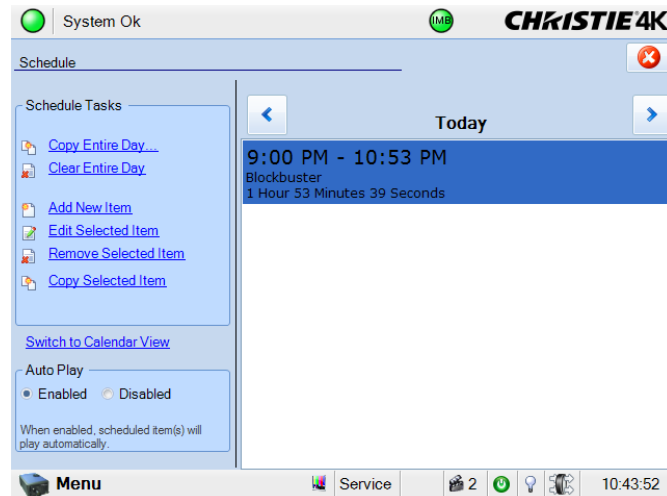 System Ok
IMB
CHRISTIE 4K
Schedule
Schedule Tasks
Copy Entire Day...
Clear Entire Day
Add New Item
Edit Selected Item
Remove Selected Item
Copy Selected Item
Switch to Calendar View
Auto Play
Enabled
Disabled
When enabled, scheduled item(s) will
play automatically.
Today
9:00 PM - 10:53 PM
Blockbuster
1 Hour 53 Minutes 39 Seconds
Menu
Service
2
10:43:52